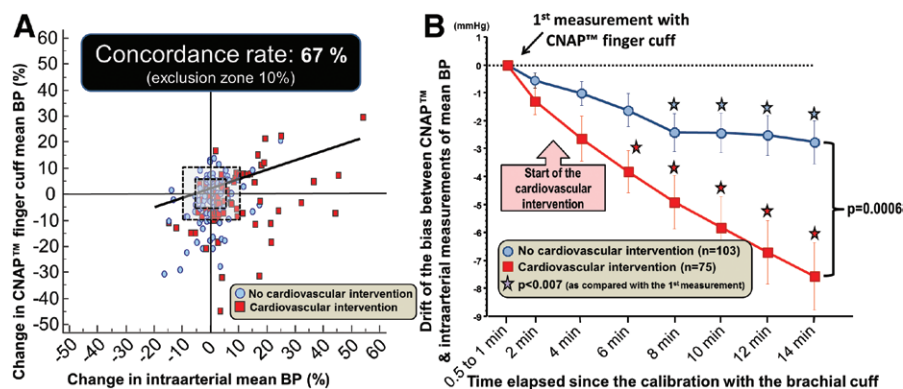 A
Concordance rate: 67 %
(exclusion zone 10%)
Change in CNAP™ finger cuff mean BP (%)
60
50
40
30
20
10
0
-10
-20
-30
-40
-50
No cardiovascular intervention
Cardiovascular intervention
-50 -40 -30 -20 -10 0 10 20 30 40 50 60
Change in intraarterial mean BP (%)
B
(mmHg)
1st measurement with
CNAP™ finger cuff
Drift of the bias between CNAP™
& intraarterial measurements of mean BP
1
0
-1
-2
-3
-4
-5
-6
-7
-8
-9
Start of the
cardiovascular
intervention
p=0.0006
No cardiovascular intervention (n=103)
Cardiovascular intervention (n=75)
p<0.007 (as compared with the 1st measurement)
0.5 to 1 min 2 min 4 min 6 min 8 min 10 min 12 min 14 min
Time elapsed since the calibration with the brachial cuff